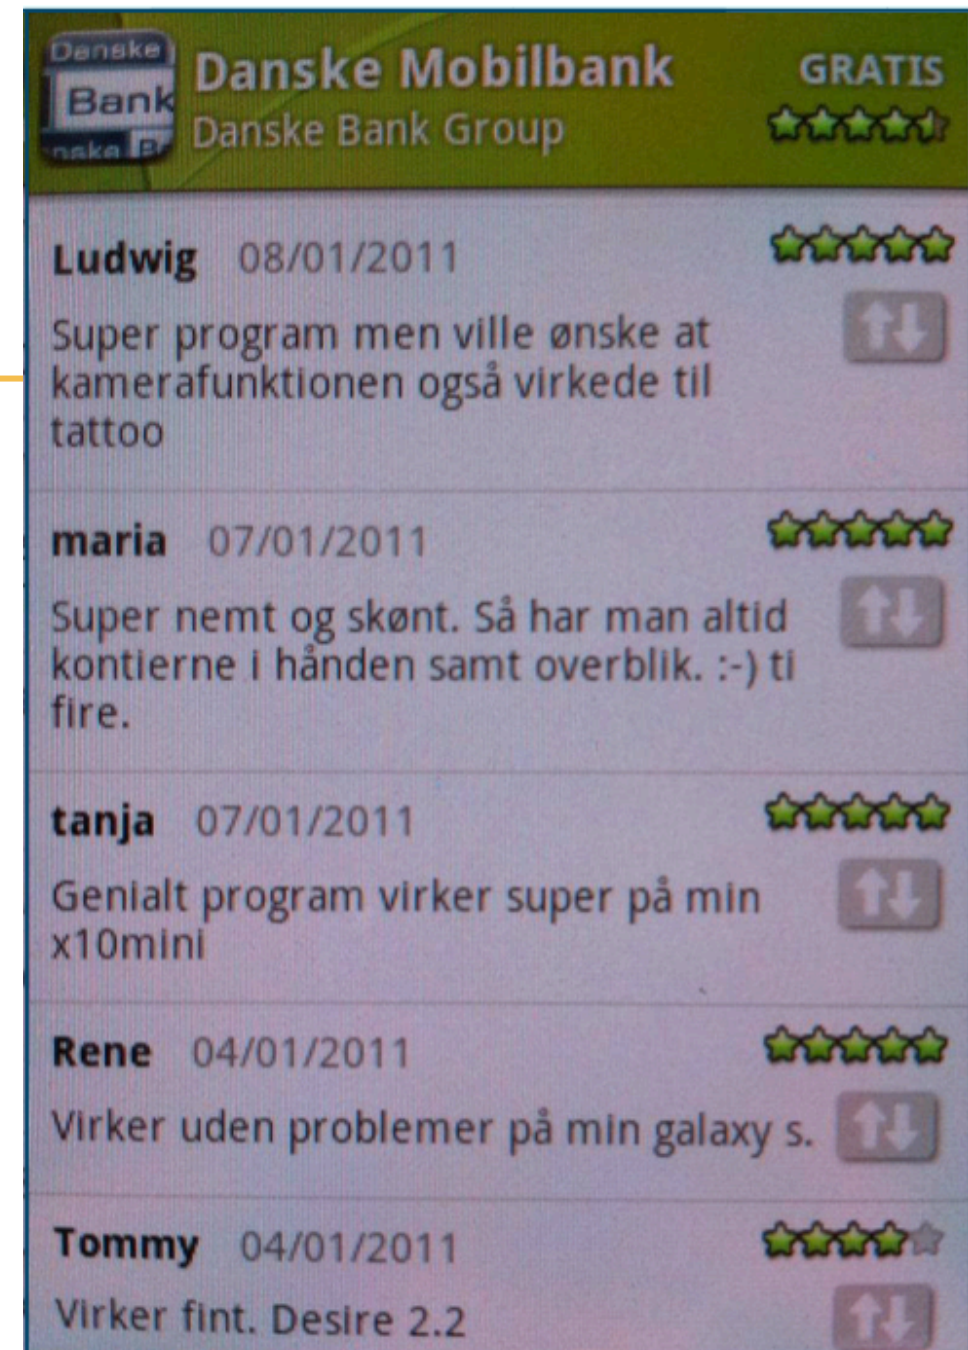 Danske
Bank
nske
Danske Mobilbank
GRATIS
Danske Bank Group
Ludwig 08/01/2011
Super program men ville ønske at
kamerafunktionen også virkede til
tattoo
maria 07/01/2011
Super nemt og skønt. Så har man altid
kontierne i hånden samt overblik. :-) ti
fire.
tanja 07/01/2011
Genialt program virker super på min
x10mini
Rene 04/01/2011
Virker uden problemer på min galaxy s.
Tommy 04/01/2011
Virker fint. Desire 2.2